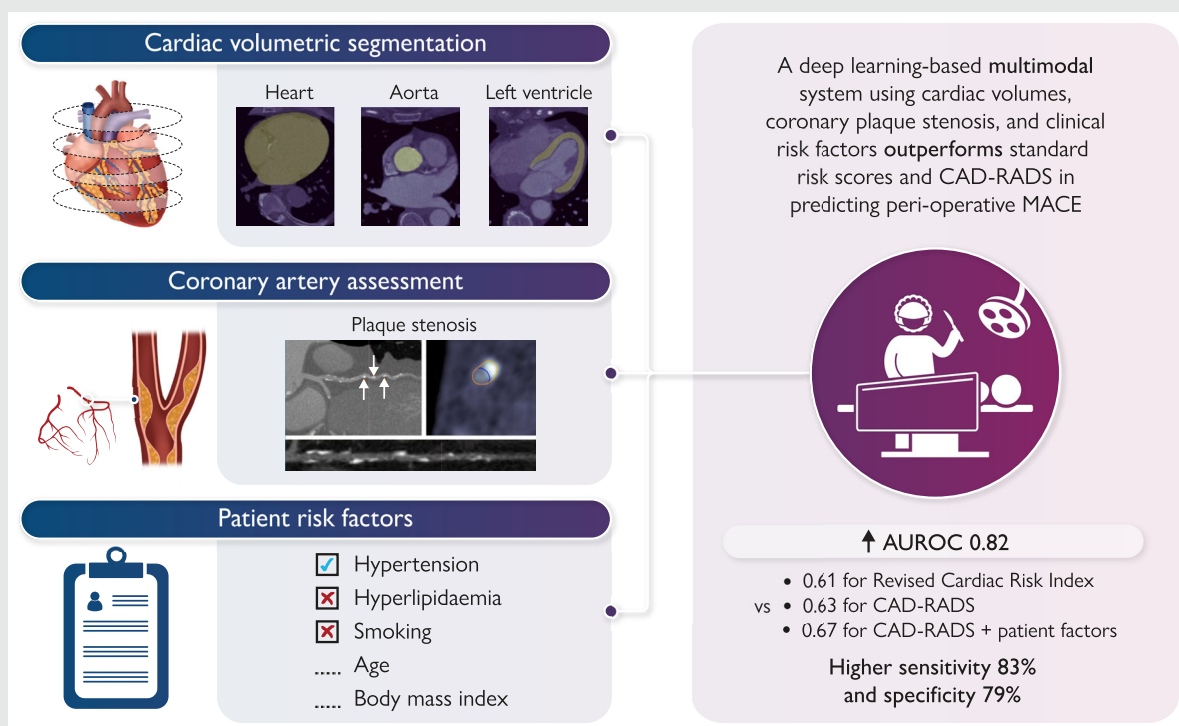 Cardiac volumetric segmentation
Heart
Aorta
Left ventricle
Coronary artery assessment
Plaque stenosis
Patient risk factors
Hypertension
Hyperlipidaemia
Smoking
..... Age
..... Body mass index
A deep learning-based multimodal
system using cardiac volumes,
coronary plaque stenosis, and clinical
risk factors outperforms standard
risk scores and CAD-RADS in
predicting peri-operative MACE
↑ AUROC 0.82
• 0.61 for Revised Cardiac Risk Index
vs • 0.63 for CAD-RADS
• 0.67 for CAD-RADS + patient factors
Higher sensitivity 83%
and specificity 79%